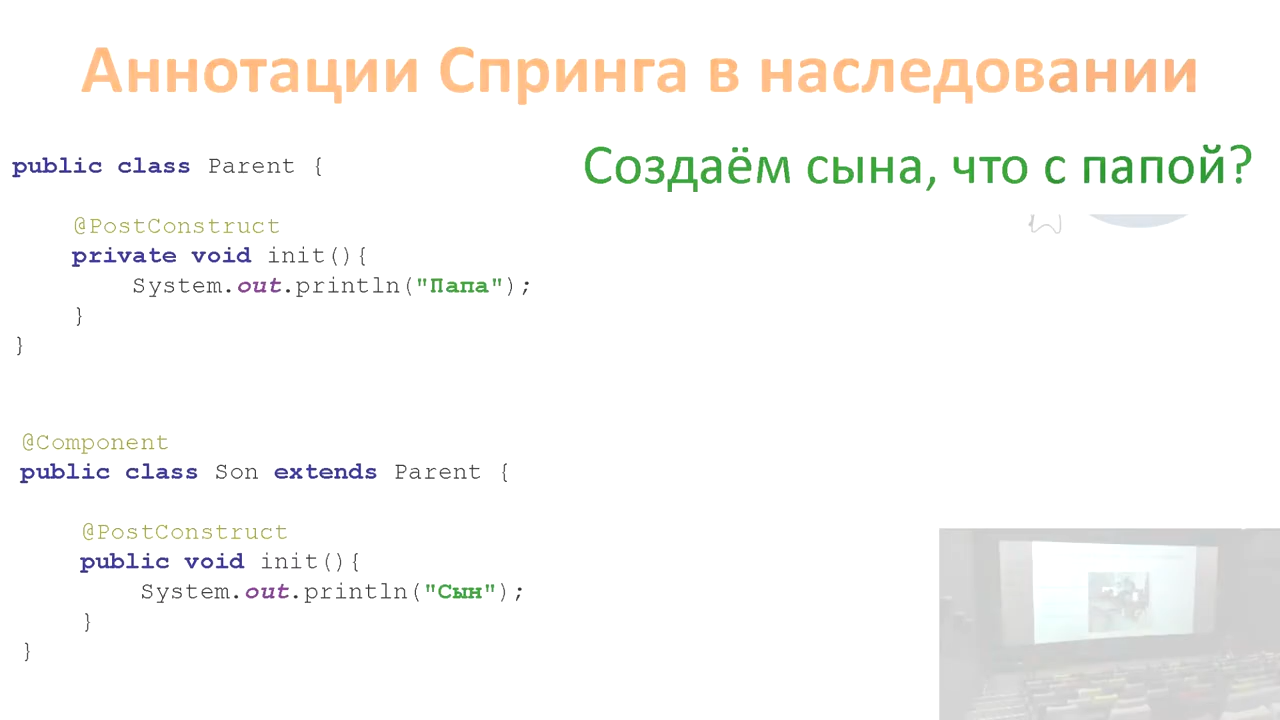 Аннотации Спринга в наследовании
Создаём сына, что с папой?
public class Parent {
@PostConstruct
private void init(){
System.out.println("Папа");
}
}
@Component
public class Son extends Parent {
@PostConstruct
public void init(){
System.out.println("Сын");
}
}